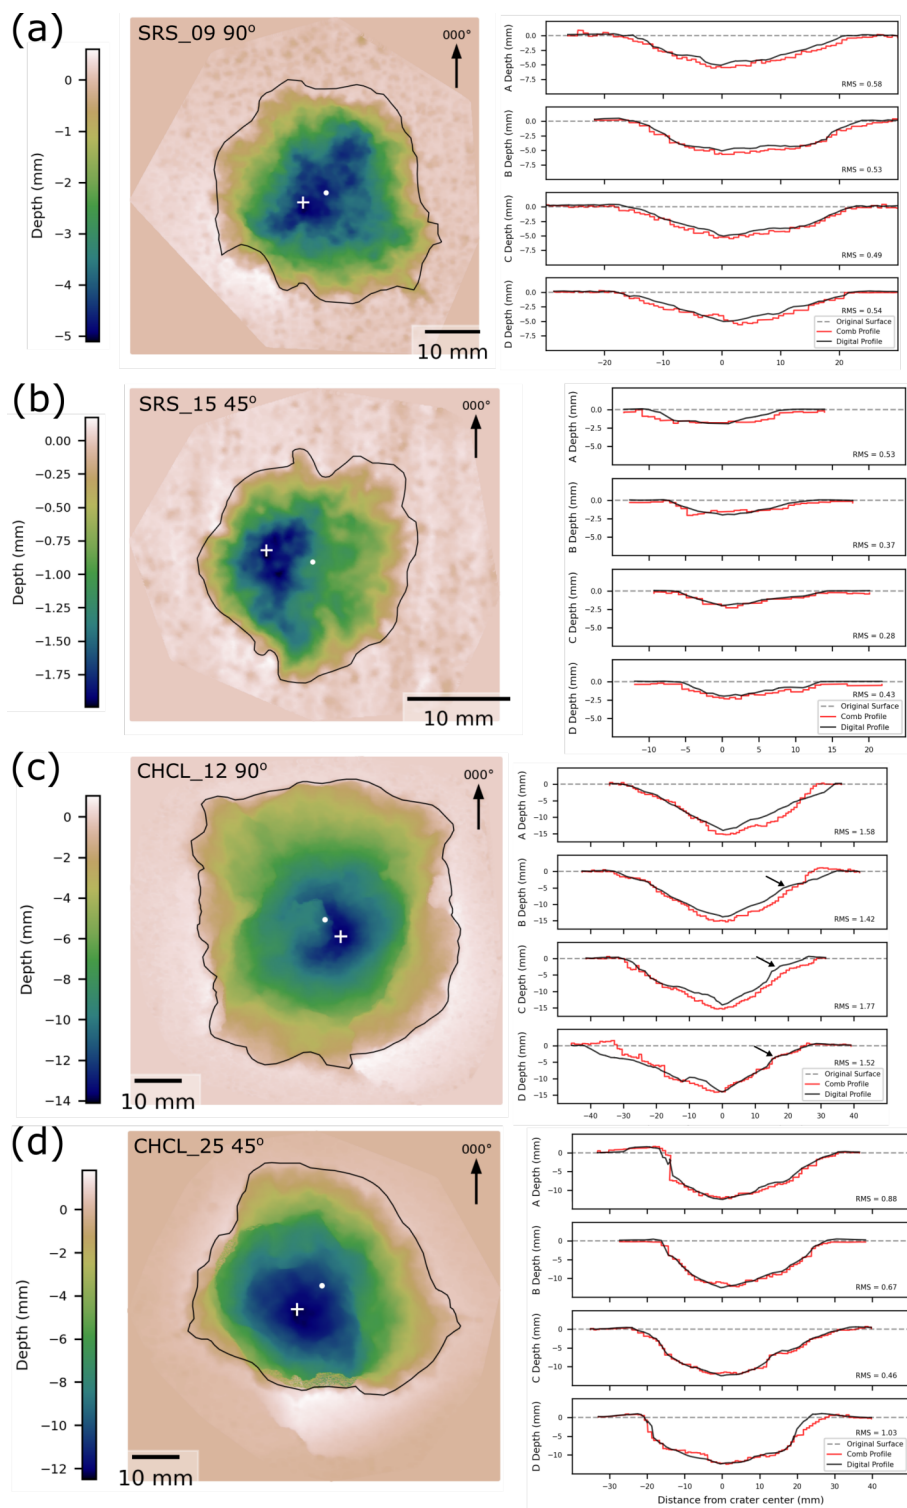 (a)
SRS_09 90°
000°
Depth (mm)
0
−1
−2
−3
−4
−5
10 mm
A Depth (mm)
0.0
−2.5
−5.0
−7.5
RMS = 0.58
B Depth (mm)
0.0
−2.5
−5.0
−7.5
RMS = 0.53
C Depth (mm)
0.0
−2.5
−5.0
−7.5
RMS = 0.49
D Depth (mm)
0.0
−2.5
−5.0
−7.5
RMS = 0.54
Original Surface
Comb Profile
Digital Profile
−20 −10 0 10 20
(b)
SRS_15 45°
000°
Depth (mm)
0.00
−0.25
−0.50
−0.75
−1.00
−1.25
−1.50
−1.75
10 mm
A Depth (mm)
0.0
−2.5
−5.0
RMS = 0.53
B Depth (mm)
0.0
−2.5
−5.0
RMS = 0.37
C Depth (mm)
0.0
−2.5
−5.0
RMS = 0.28
D Depth (mm)
0.0
−2.5
−5.0
RMS = 0.43
Original Surface
Comb Profile
Digital Profile
−10 −5 0 5 10 15 20
(c)
CHCL_12 90°
000°
Depth (mm)
0
−2
−4
−6
−8
−10
−12
−14
10 mm
A Depth (mm)
0
−5
−10
−15
RMS = 1.58
B Depth (mm)
0
−5
−10
−15
RMS = 1.42
C Depth (mm)
0
−5
−10
−15
RMS = 1.77
D Depth (mm)
0
−5
−10
−15
RMS = 1.52
Original Surface
Comb Profile
Digital Profile
−40 −30 −20 −10 0 10 20 30 40
(d)
CHCL_25 45°
000°
Depth (mm)
0
−2
−4
−6
−8
−10
−12
10 mm
A Depth (mm)
0
−5
−10
RMS = 0.88
B Depth (mm)
0
−5
−10
RMS = 0.67
C Depth (mm)
0
−5
−10
RMS = 0.46
D Depth (mm)
0
−5
−10
RMS = 1.03
Original Surface
Comb Profile
Digital Profile
−30 −20 −10 0 10 20 30 40
Distance from crater center (mm)